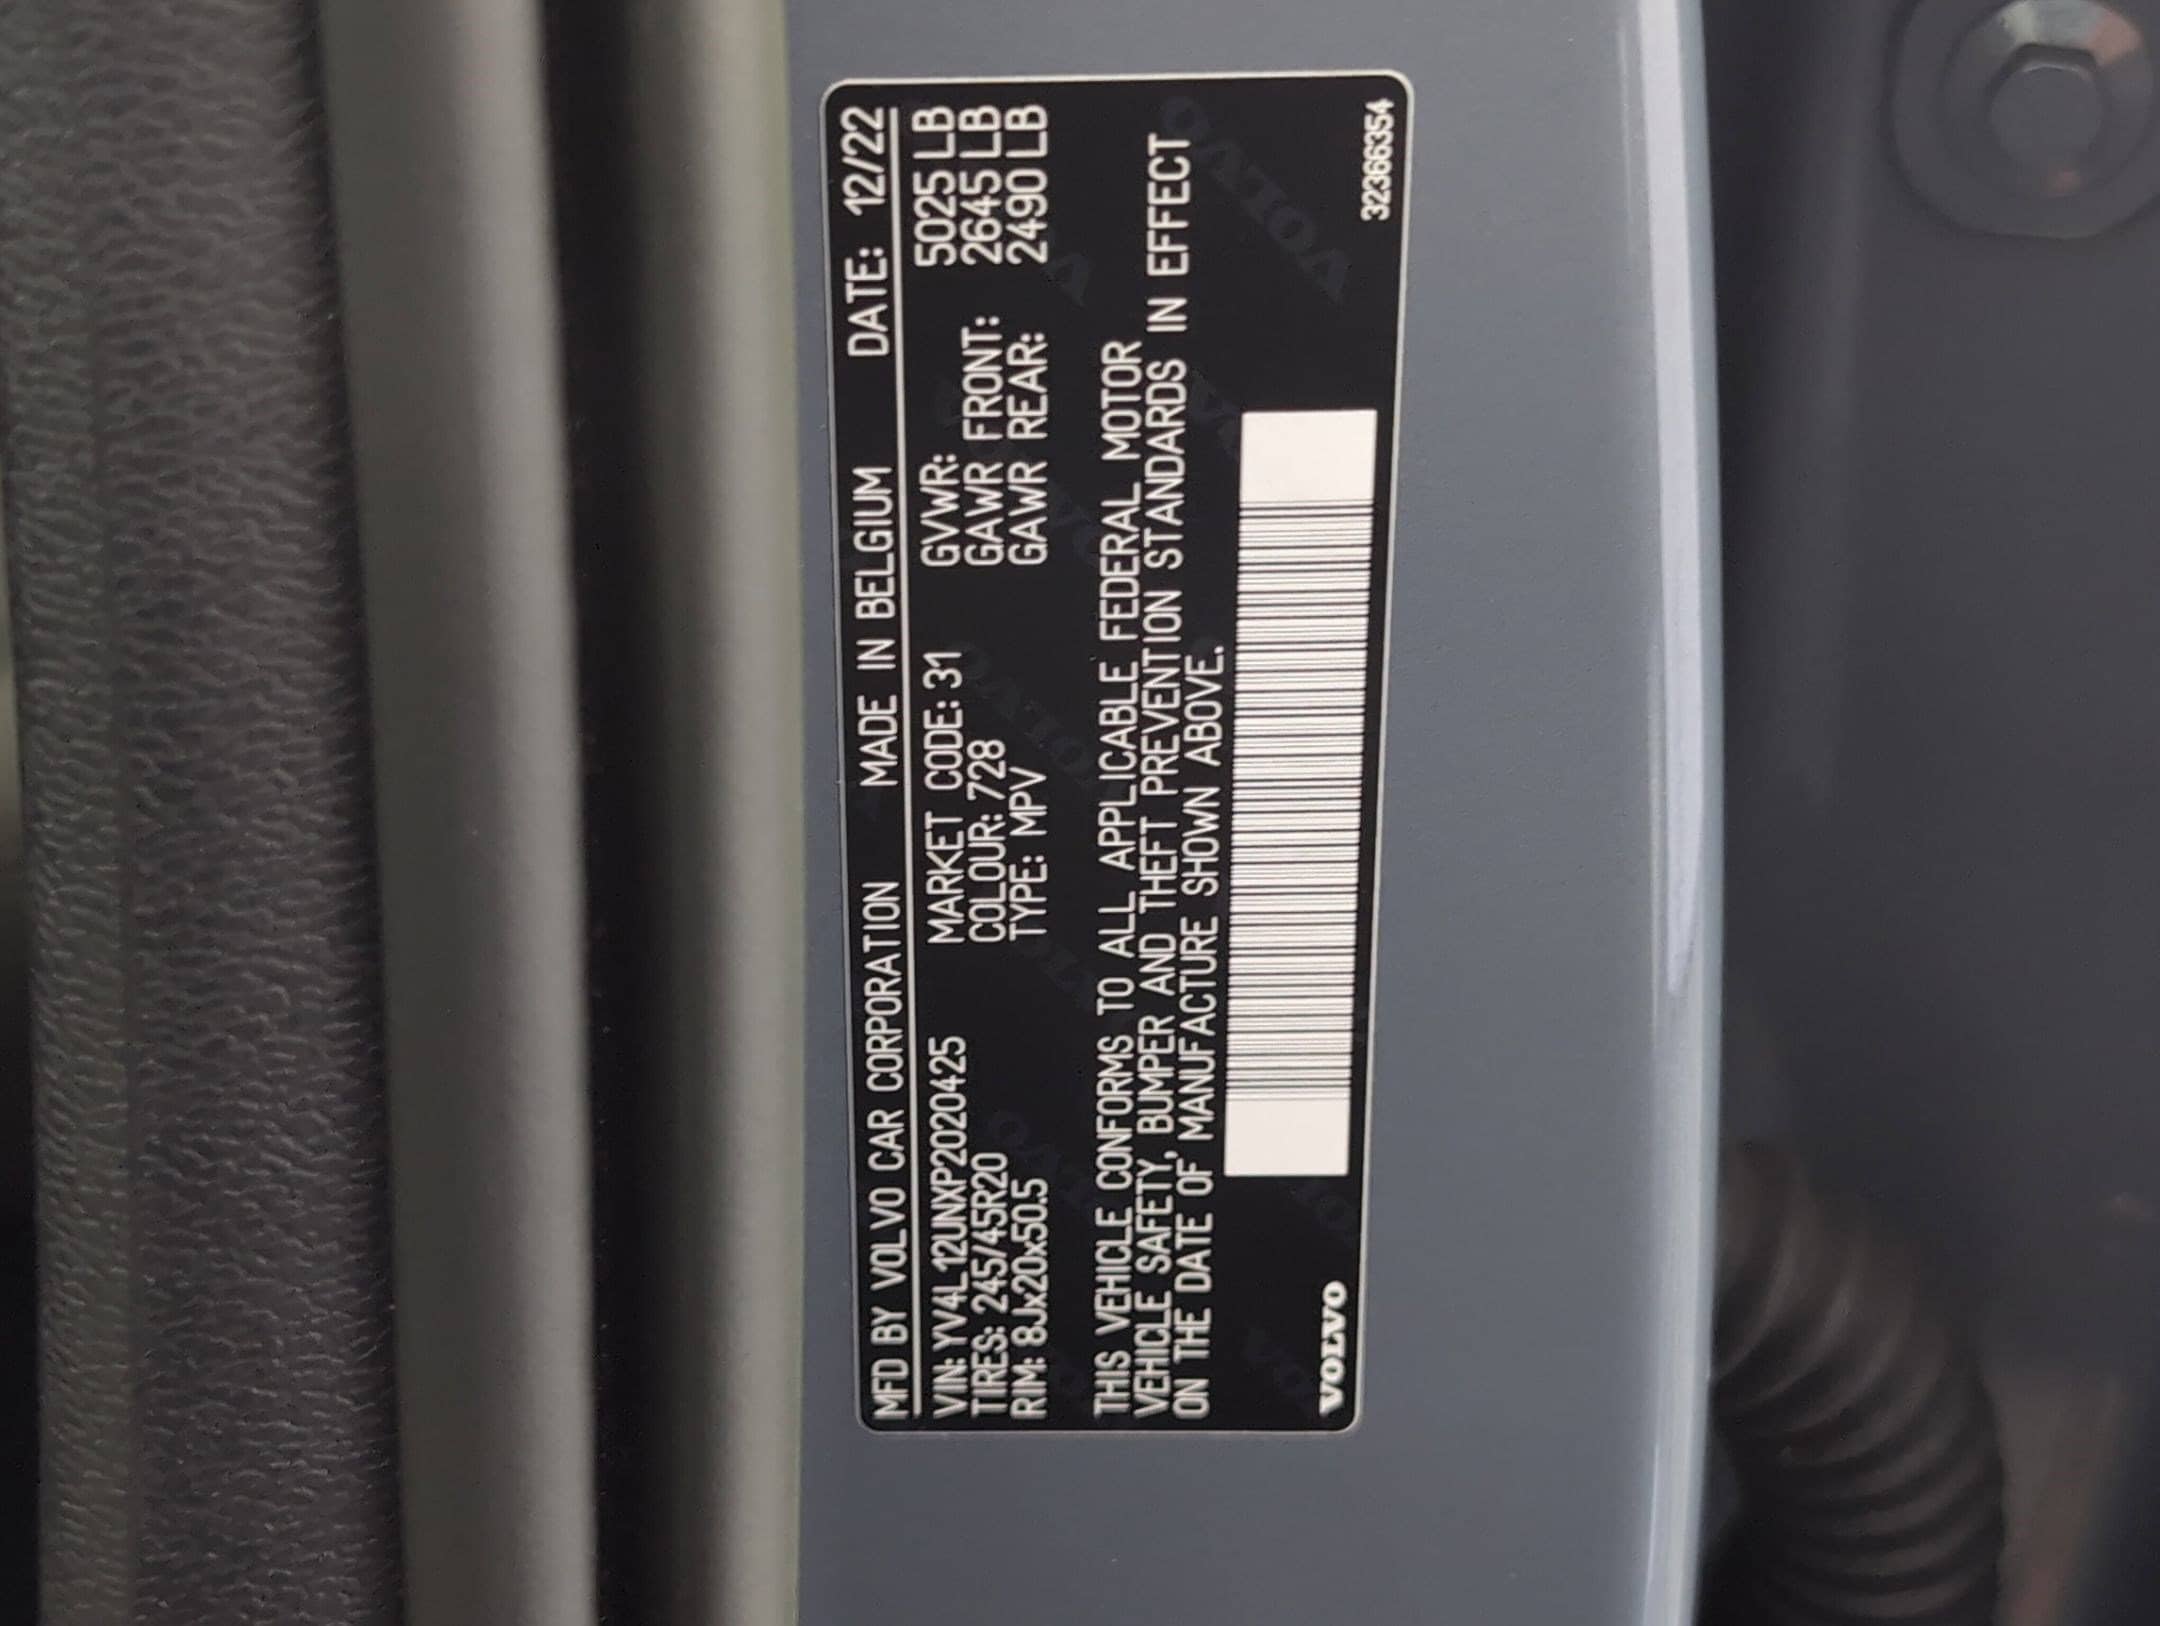 MFD BY VOLVO CAR CORPORATION MADE IN BELGIUM DATE: 12/22
VIN: YV4L12UNXP2020425 MARKET CODE: 31 GVWR: 5025 LB
TIRES: 245/45R20 COLOUR: 728 GAWR FRONT: 2645 LB
RIM: 8Jx20x50.5 TYPE: MPV GAWR REAR: 2490 LB
THIS VEHICLE CONFORMS TO ALL APPLICABLE FEDERAL MOTOR
VEHICLE SAFETY, BUMPER AND THEFT PREVENTION STANDARDS IN EFFECT
ON THE DATE OF MANUFACTURE SHOWN ABOVE.
VOLVO 32366354